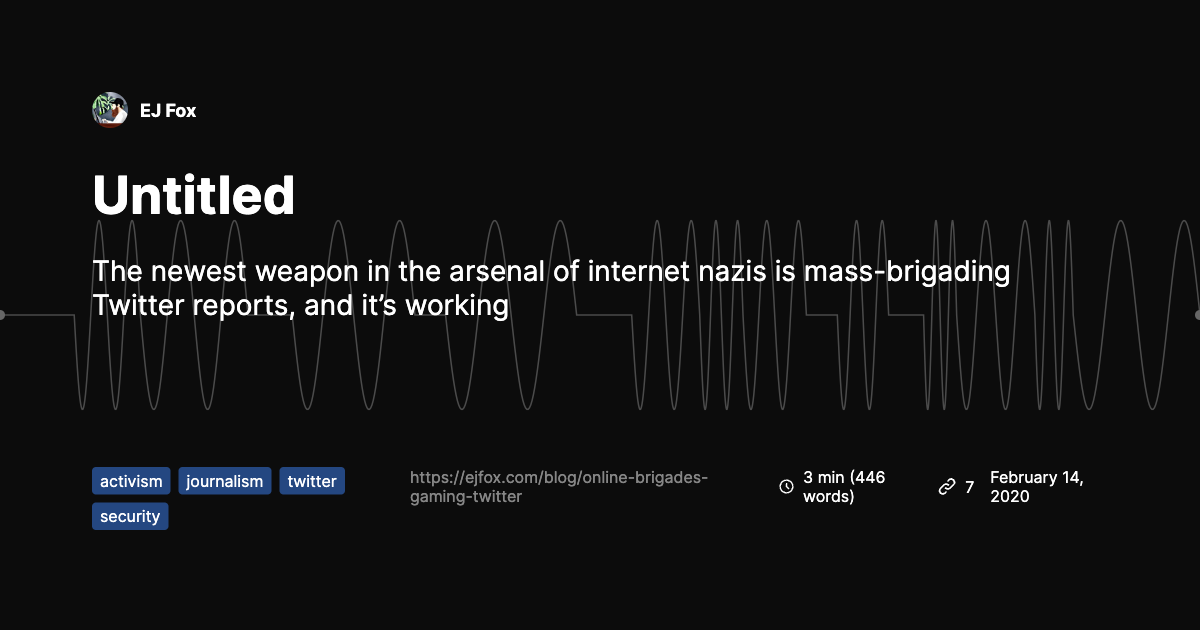 EJ Fox
Untitled
The newest weapon in the arsenal of internet nazis is mass-brigading
Twitter reports, and it’s working
activism journalism twitter
security
https://ejfox.com/blog/online-brigades-
gaming-twitter
3 min (446
words)
7
February 14,
2020